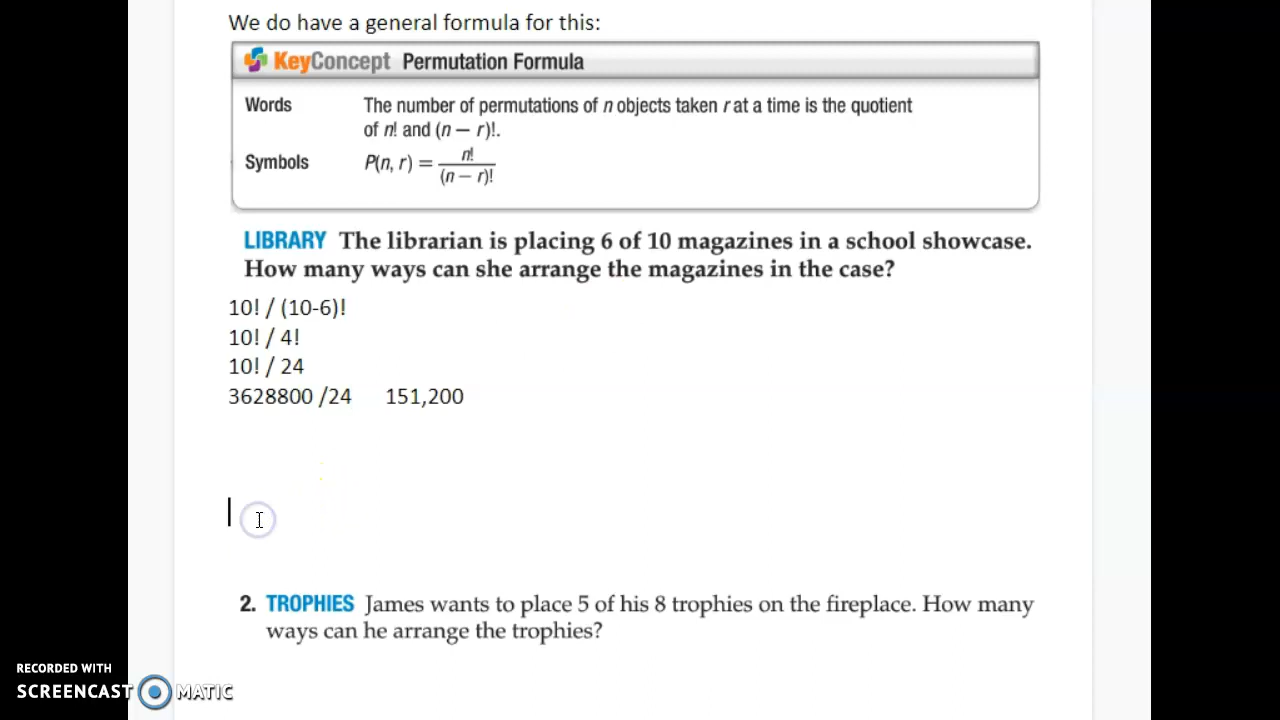 We do have a general formula for this:
KeyConcept Permutation Formula
Words The number of permutations of n objects taken r at a time is the quotient
of n! and (n – r)!.
Symbols P(n, r) = n!
(n – r)!
LIBRARY The librarian is placing 6 of 10 magazines in a school showcase.
How many ways can she arrange the magazines in the case?
10! / (10-6)!
10! / 4!
10! / 24
3628800 /24 151,200
2. TROPHIES James wants to place 5 of his 8 trophies on the fireplace. How many
ways can he arrange the trophies?
RECORDED WITH
SCREENCAST MATIC